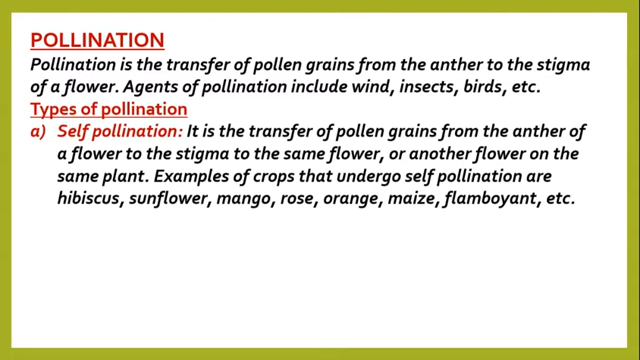 POLLINATION
Pollination is the transfer of pollen grains from the anther to the stigma
of a flower. Agents of pollination include wind, insects, birds, etc.
Types of pollination
a) Self pollination: It is the transfer of pollen grains from the anther of
a flower to the stigma to the same flower, or another flower on the
same plant. Examples of crops that undergo self pollination are
hibiscus, sunflower, mango, rose, orange, maize, flamboyant, etc.